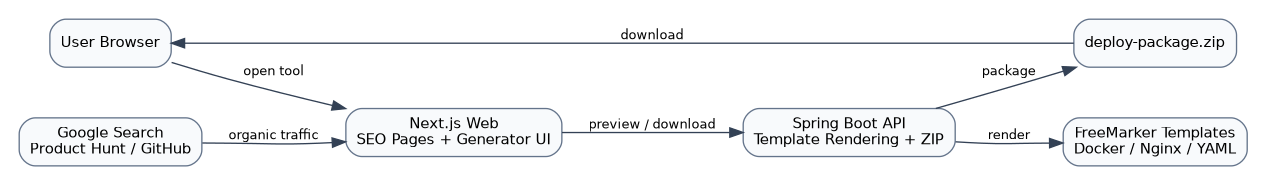 download
User Browser
deploy-package.zip
open tool
package
Google Search
Product Hunt / GitHub
organic traffic
Next.js Web
SEO Pages + Generator UI
preview / download
Spring Boot API
Template Rendering + ZIP
render
FreeMarker Templates
Docker / Nginx / YAML